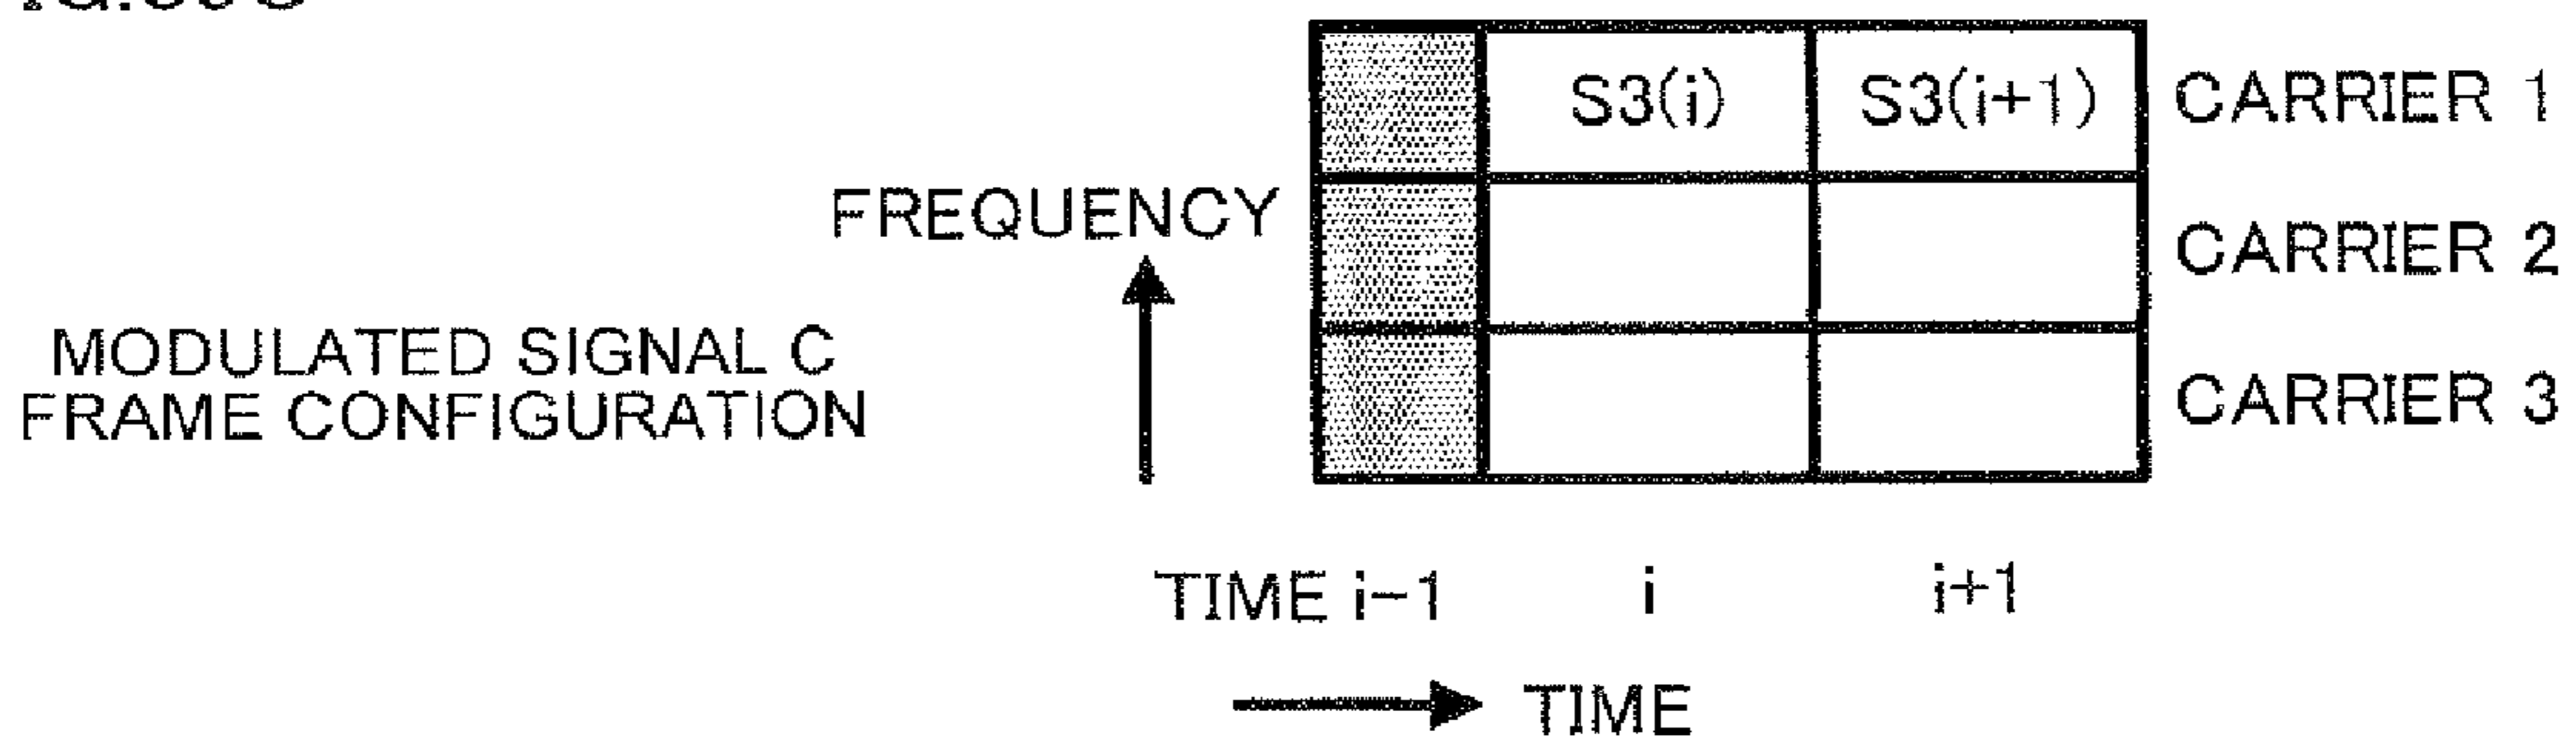 S3(i) S3(i+1) CARRIER 1
FREQUENCY
CARRIER 2
MODULATED SIGNAL C
FRAME CONFIGURATION
CARRIER 3
TIME i-1 i i+1
TIME